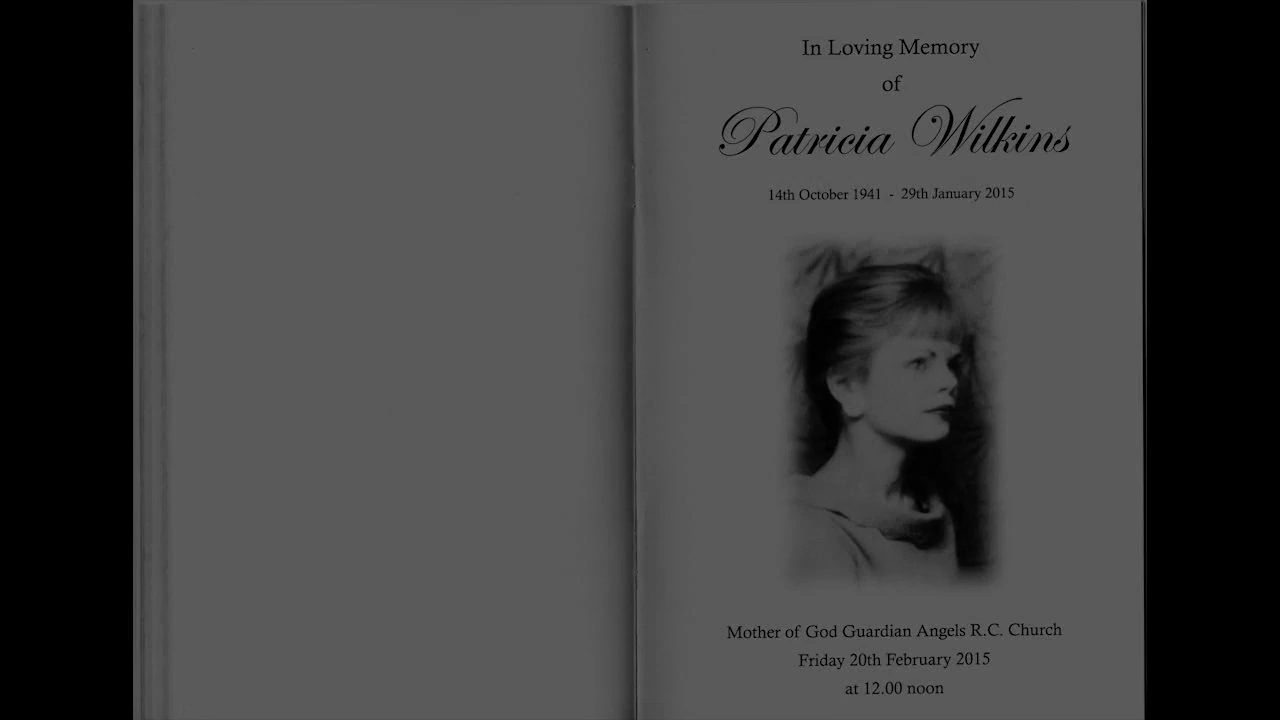 In Loving Memory
of
Patricia Wilkins
14th October 1941 - 29th January 2015
Mother of God Guardian Angels R.C. Church
Friday 20th February 2015
at 12.00 noon